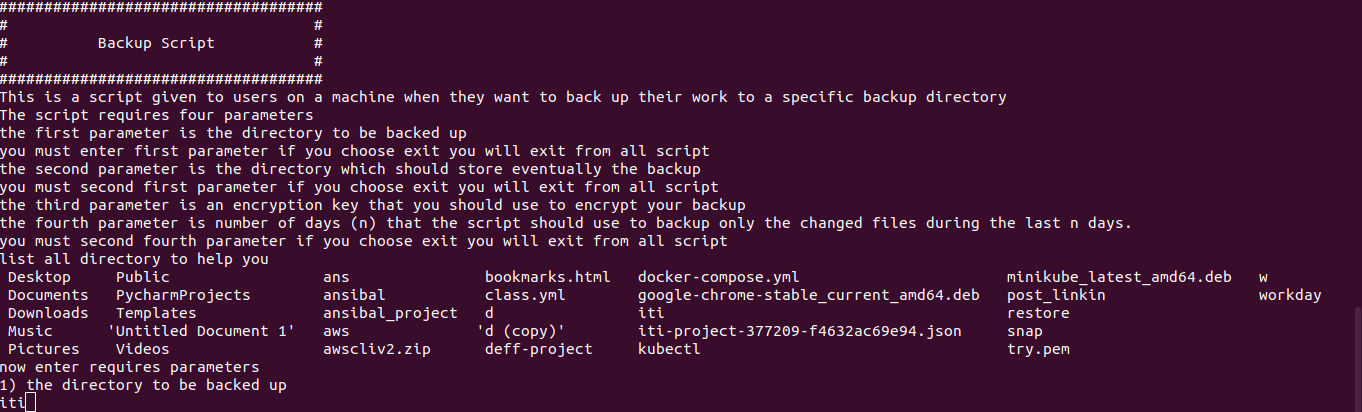 ####################################
#                                  #
#          Backup Script           #
#                                  #
####################################
This is a script given to users on a machine when they want to back up their work to a specific backup directory
The script requires four parameters
the first parameter is the directory to be backed up
you must enter first parameter if you choose exit you will exit from all script
the second parameter is the directory which should store eventually the backup
you must second first parameter if you choose exit you will exit from all script
the third parameter is an encryption key that you should use to encrypt your backup
the fourth parameter is number of days (n) that the script should use to backup only the changed files during the last n days.
you must second fourth parameter if you choose exit you will exit from all script
list all directory to help you
 Desktop     Public                 ans               bookmarks.html   docker-compose.yml                       minikube_latest_amd64.deb   w
 Documents   PycharmProjects        ansibal           class.yml        google-chrome-stable_current_amd64.deb   post_linkin                 workday
 Downloads   Templates              ansibal_project   d                iti                                      restore
 Music      'Untitled Document 1'   aws              'd (copy)'        iti-project-377209-f4632ac69e94.json     snap
 Pictures    Videos                 awscliv2.zip      deff-project     kubectl                                  try.pem
now enter requires parameters
1) the directory to be backed up
iti